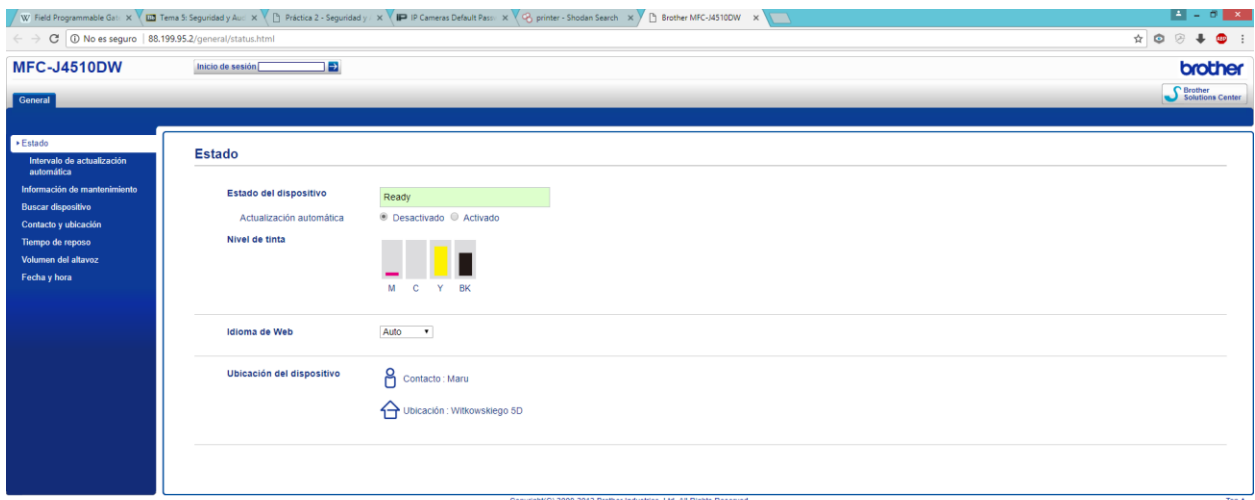 Field Programmable Gat
Tema 5: Seguridad y Aud
Práctica 2 - Seguridad y
IP Cameras Default Passw
printer - Shodan Search
Brother MFC-J4510DW
No es seguro | 88.199.95.2/general/status.html
MFC-J4510DW
Inicio de sesión
brother
General
Brother
Solutions Center
Estado
Intervalo de actualización
automática
Información de mantenimiento
Buscar dispositivo
Contacto y ubicación
Tiempo de reposo
Volumen del altavoz
Fecha y hora
Estado
Estado del dispositivo
Ready
Actualización automática
Desactivado Activado
Nivel de tinta
M C Y BK
Idioma de Web
Auto
Ubicación del dispositivo
Contacto : Maru
Ubicación : Witkowskiego 5D